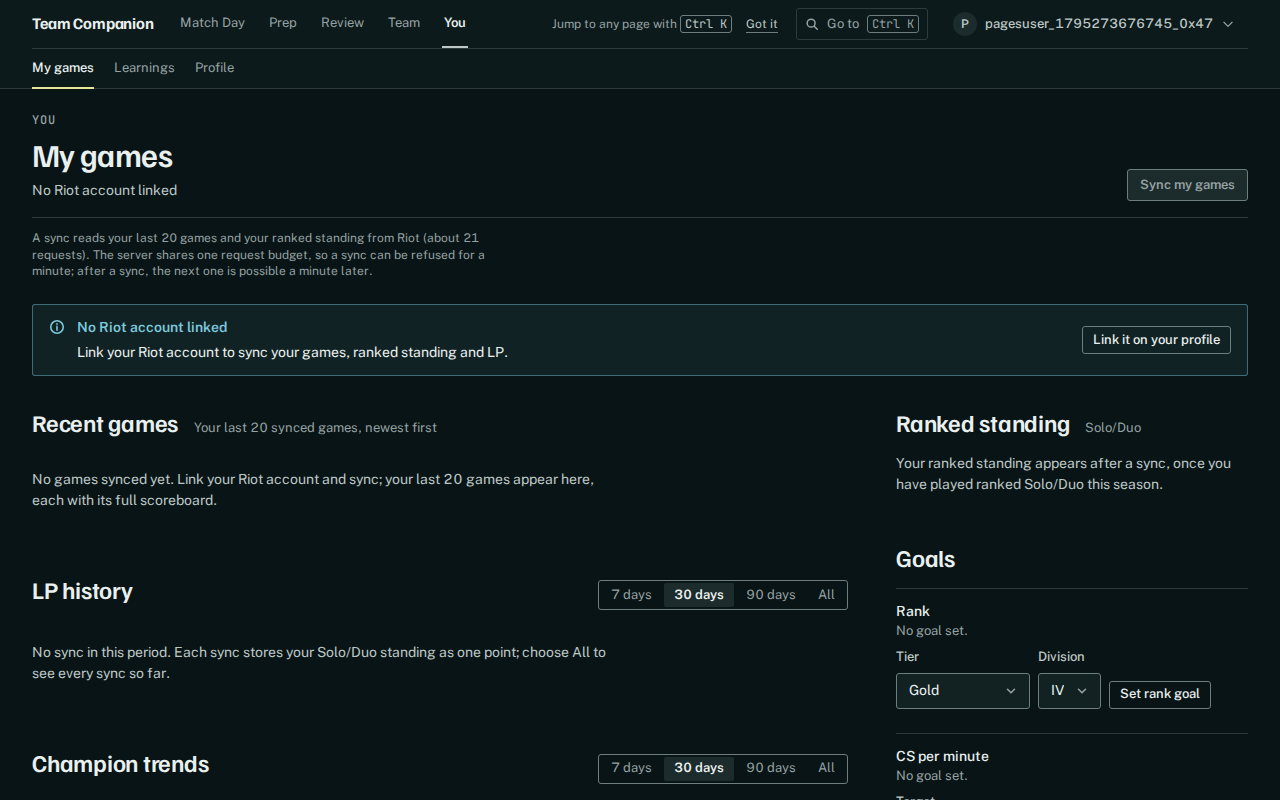 Team Companion
Match Day
Prep
Review
Team
You
Jump to any page with Ctrl K
Got it
Go to Ctrl K
P
pagesuser_1795273676745_0x47
My games
Learnings
Profile
YOU
My games
No Riot account linked
Sync my games
A sync reads your last 20 games and your ranked standing from Riot (about 21
requests). The server shares one request budget, so a sync can be refused for a
minute; after a sync, the next one is possible a minute later.
No Riot account linked
Link your Riot account to sync your games, ranked standing and LP.
Link it on your profile
Recent games
Your last 20 synced games, newest first
No games synced yet. Link your Riot account and sync; your last 20 games appear here,
each with its full scoreboard.
Ranked standing
Solo/Duo
Your ranked standing appears after a sync, once you
have played ranked Solo/Duo this season.
LP history
7 days
30 days
90 days
All
No sync in this period. Each sync stores your Solo/Duo standing as one point; choose All to
see every sync so far.
Goals
Rank
No goal set.
Tier
Division
Gold
IV
Set rank goal
Champion trends
7 days
30 days
90 days
All
CS per minute
No goal set.
Target